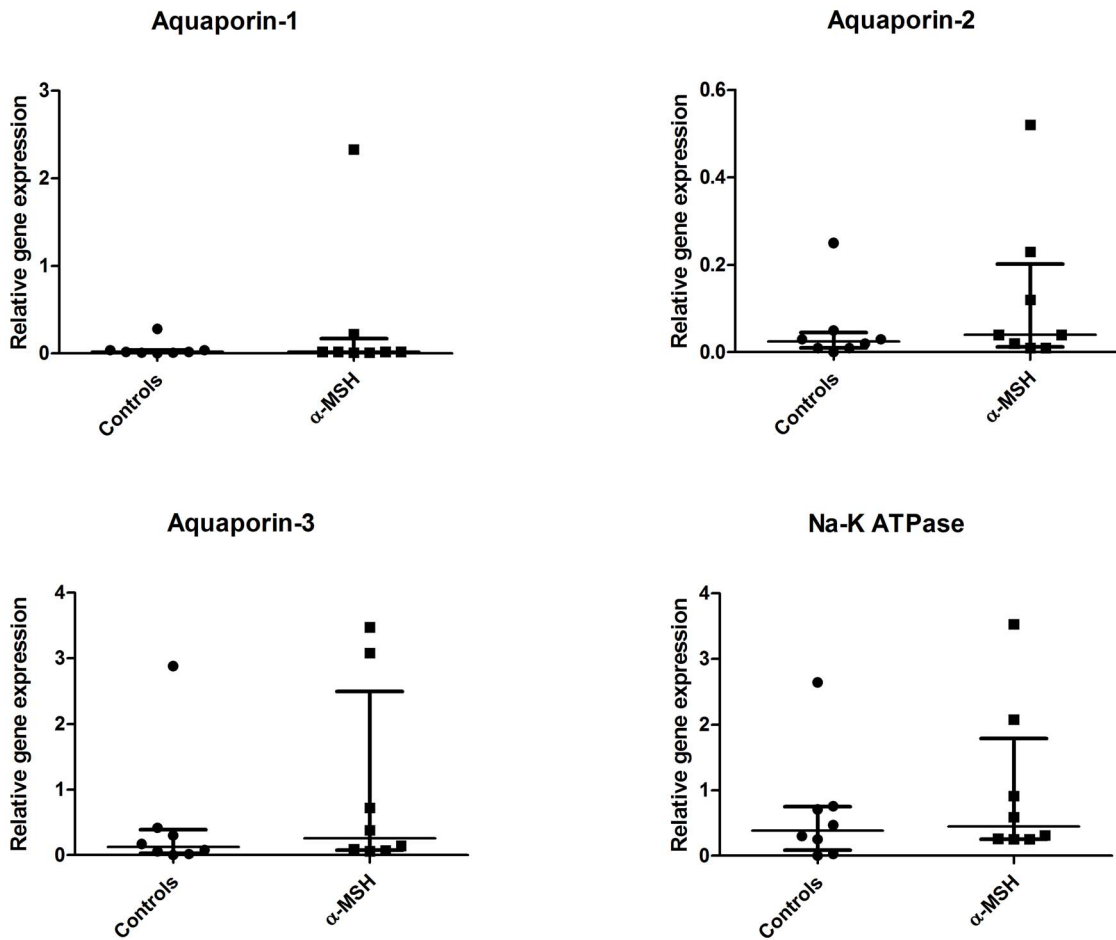 Aquaporin-1
Relative gene expression
3
2
1
0
Controls
α-MSH
Aquaporin-2
Relative gene expression
0.6
0.4
0.2
0.0
Controls
α-MSH
Aquaporin-3
Relative gene expression
4
3
2
1
0
Controls
α-MSH
Na-K ATPase
Relative gene expression
4
3
2
1
0
Controls
α-MSH